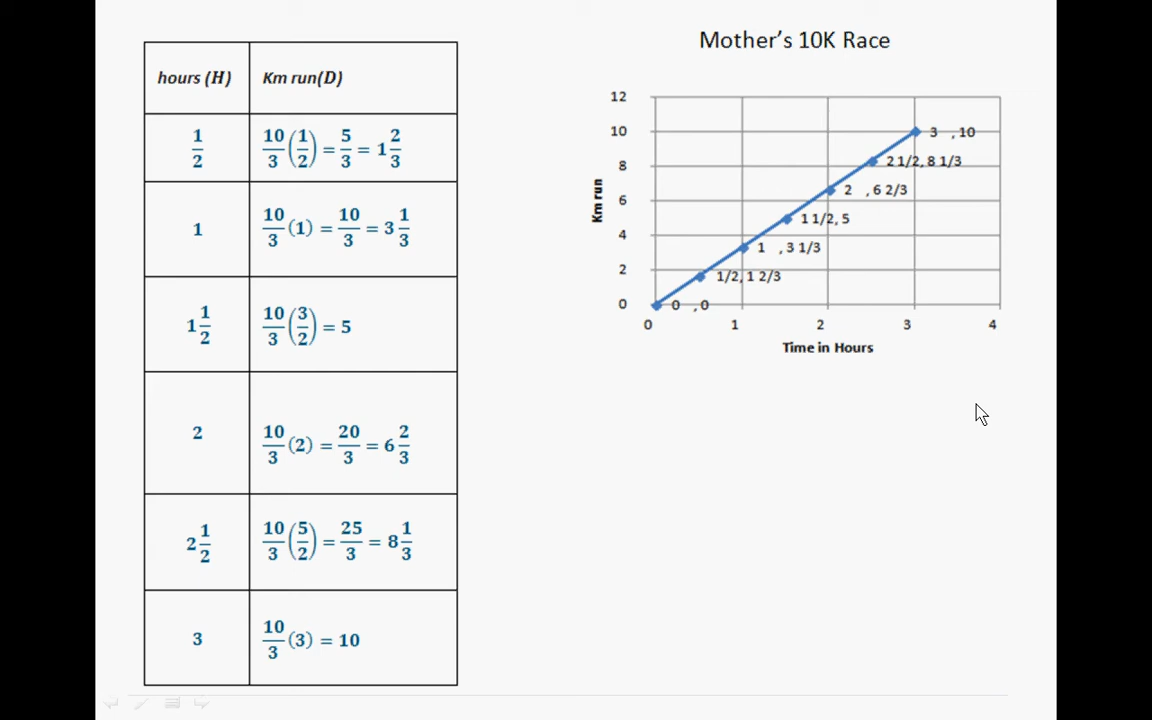 hours (H) Km run(D)
1/2 10/3 (1/2) = 5/3 = 1 2/3
1 10/3 (1) = 10/3 = 3 1/3
1 1/2 10/3 (3/2) = 5
2 10/3 (2) = 20/3 = 6 2/3
2 1/2 10/3 (5/2) = 25/3 = 8 1/3
3 10/3 (3) = 10
Mother's 10K Race
12
10
8
6
4
2
0
Km run
3 , 10
2 1/2, 8 1/3
2 , 6 2/3
1 1/2, 5
1 , 3 1/3
1/2, 1 2/3
0 , 0
0 1 2 3 4
Time in Hours